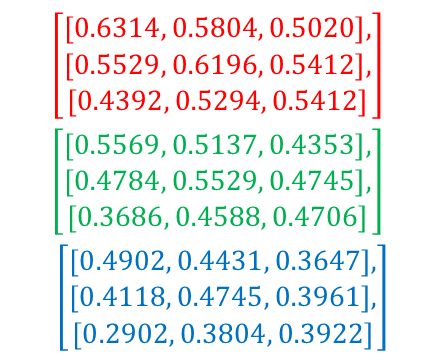 [[0.6314, 0.5804, 0.5020],
[0.5529, 0.6196, 0.5412],
[0.4392, 0.5294, 0.5412]]
[[0.5569, 0.5137, 0.4353],
[0.4784, 0.5529, 0.4745],
[0.3686, 0.4588, 0.4706]]
[[0.4902, 0.4431, 0.3647],
[0.4118, 0.4745, 0.3961],
[0.2902, 0.3804, 0.3922]]